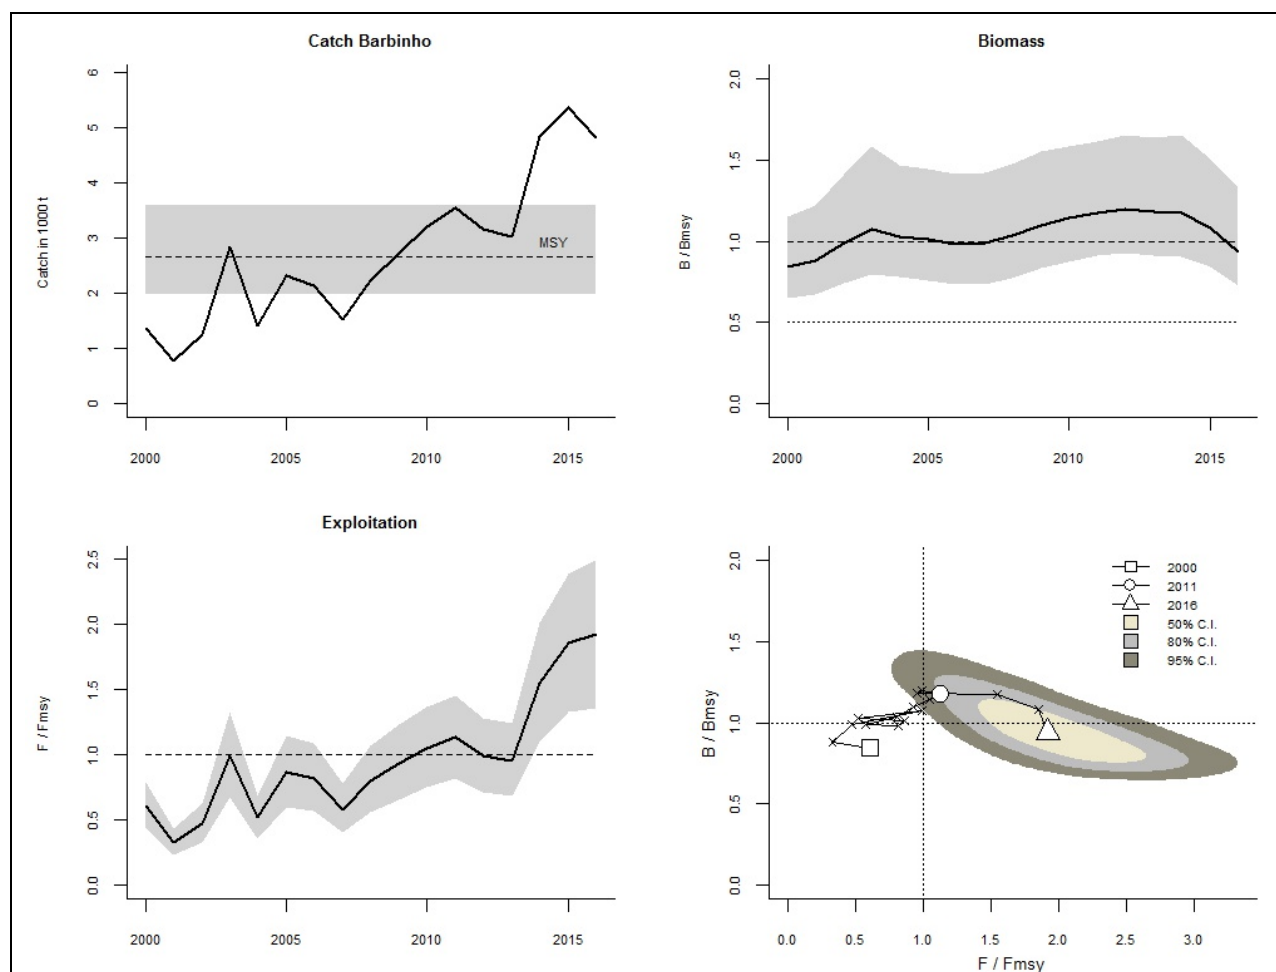 Catch Barbinho
Catch in 1000 t
6
5
4
3
2
1
0
MSY
2000 2005 2010 2015
Biomass
B / Bmsy
2.0
1.5
1.0
0.5
0.0
2000 2005 2010 2015
Exploitation
F / Fmsy
2.5
2.0
1.5
1.0
0.5
0.0
2000 2005 2010 2015
B / Bmsy
2.0
1.5
1.0
0.5
0.0
2000
2011
2016
50% C.I.
80% C.I.
95% C.I.
0.0 0.5 1.0 1.5 2.0 2.5 3.0
F / Fmsy